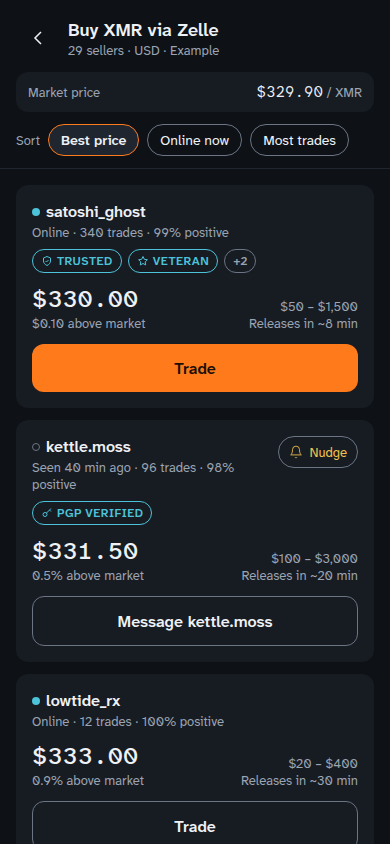 Buy XMR via Zelle
29 sellers · USD · Example
Market price
$329.90 / XMR
Sort
Best price
Online now
Most trades
satoshi_ghost
Online · 340 trades · 99% positive
TRUSTED
VETERAN
+2
$330.00
$50 – $1,500
$0.10 above market
Releases in ~8 min
Trade
kettle.moss
Nudge
Seen 40 min ago · 96 trades · 98%
positive
PGP VERIFIED
$331.50
$100 – $3,000
0.5% above market
Releases in ~20 min
Message kettle.moss
lowtide_rx
Online · 12 trades · 100% positive
$333.00
$20 – $400
0.9% above market
Releases in ~30 min
Trade